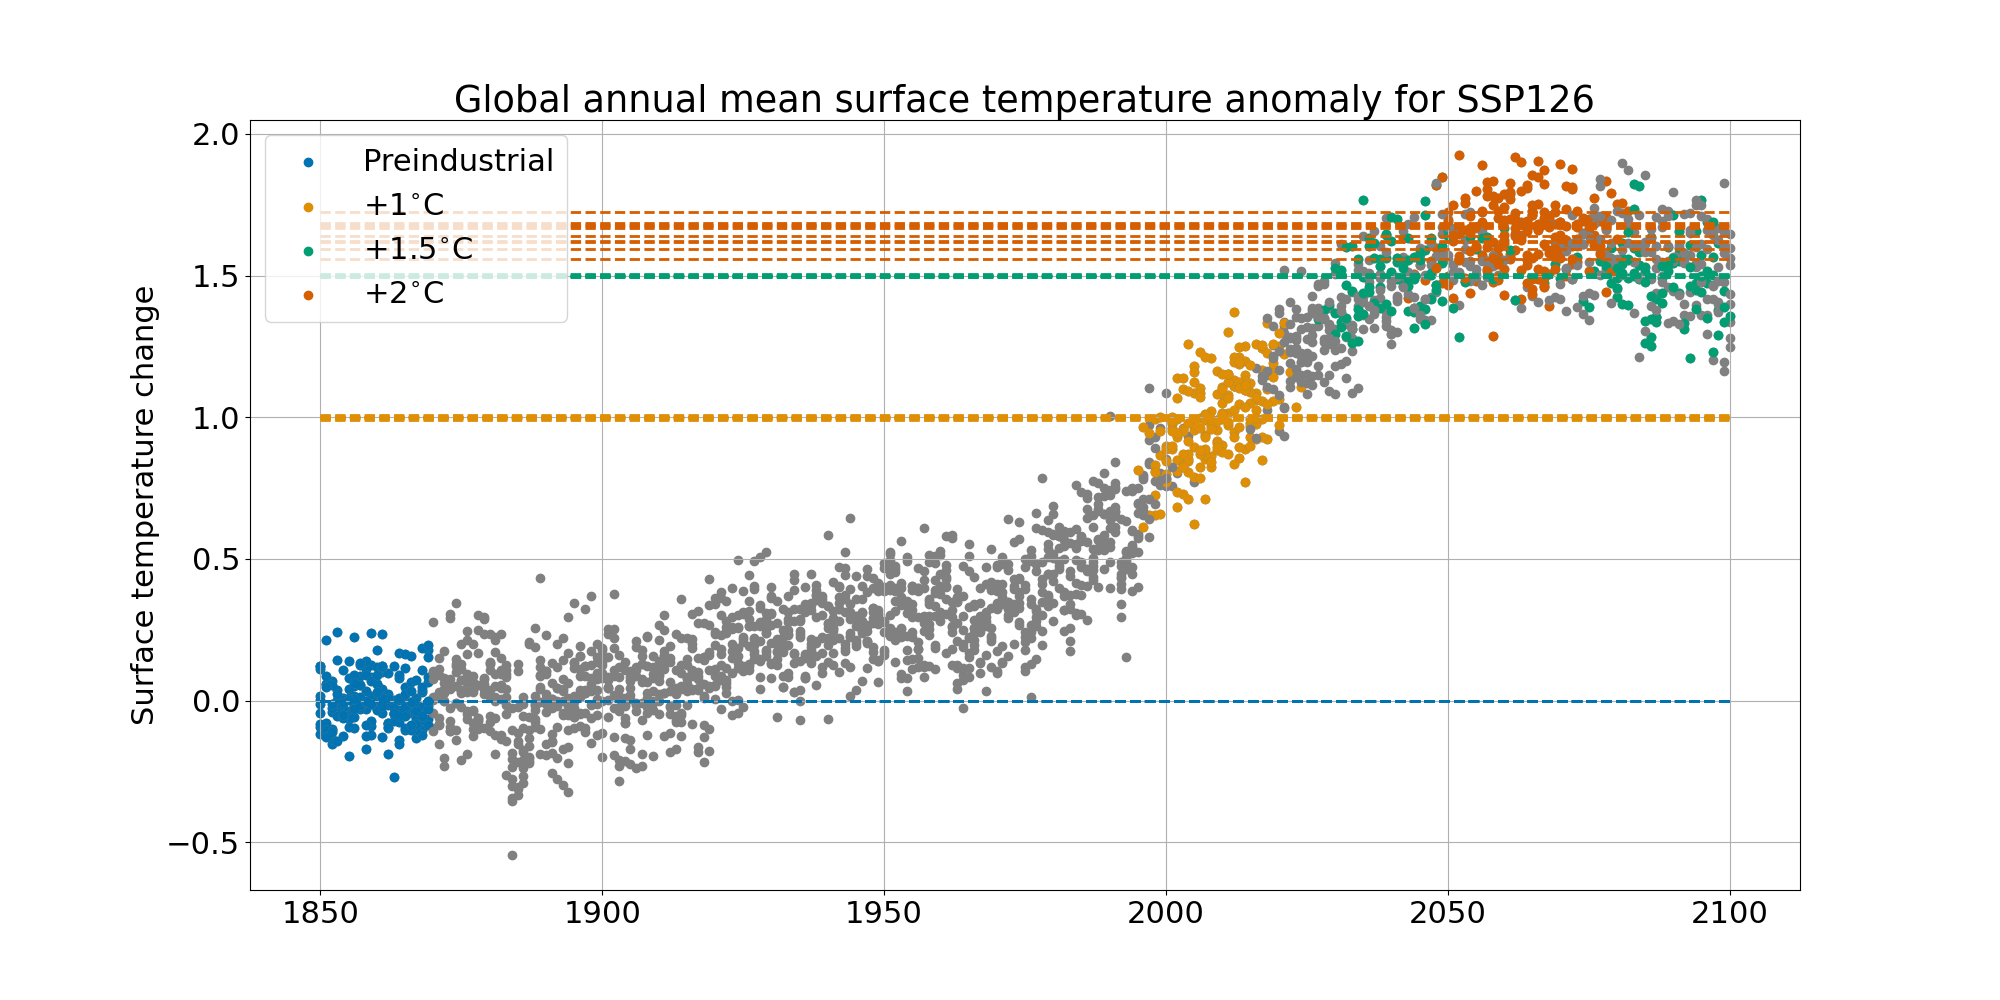 Global annual mean surface temperature anomaly for SSP126
Surface temperature change
2.0
1.5
1.0
0.5
0.0
−0.5
Preindustrial
+1°C
+1.5°C
+2°C
1850 1900 1950 2000 2050 2100